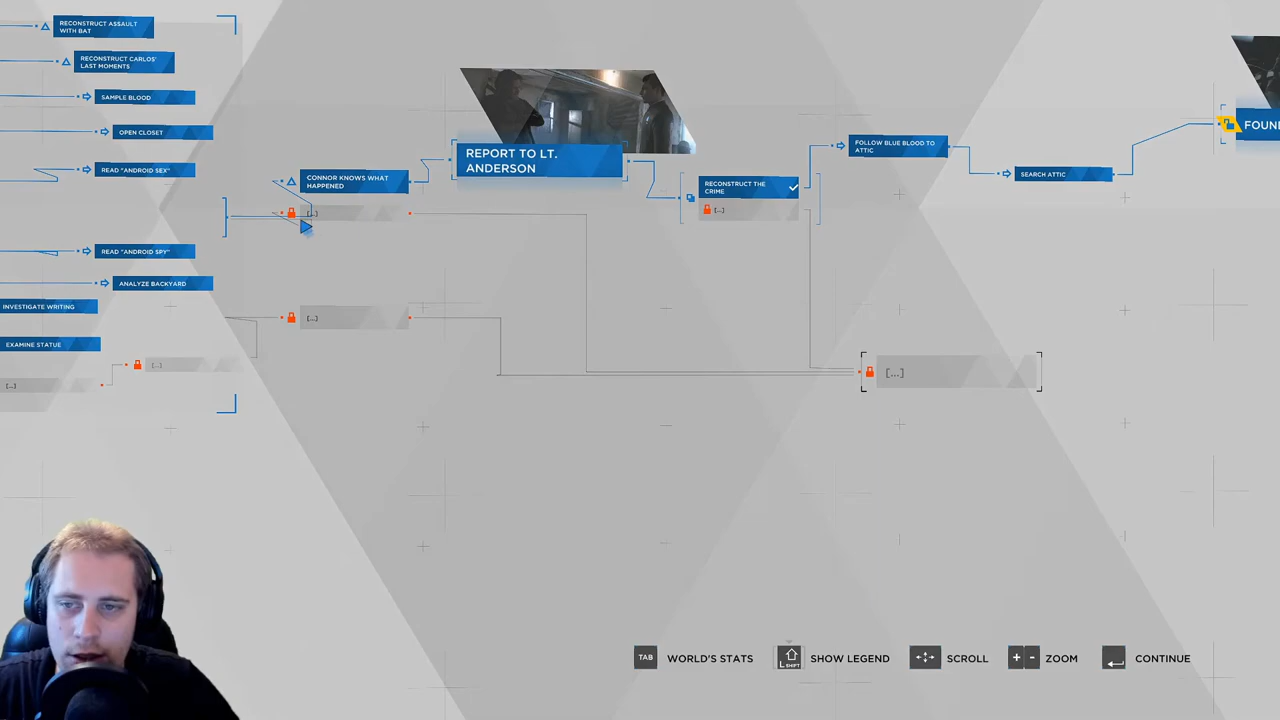 RECONSTRUCT ASSAULT
WITH BAT
RECONSTRUCT CARLOS'
LAST MOMENTS
SAMPLE BLOOD
OPEN CLOSET
READ "ANDROID SEX"
READ "ANDROID SPY"
ANALYZE BACKYARD
INVESTIGATE WRITING
EXAMINE STATUE
[...]
[...]
CONNOR KNOWS WHAT
HAPPENED
[...]
[...]
REPORT TO LT.
ANDERSON
RECONSTRUCT THE
CRIME
[...]
FOLLOW BLUE BLOOD TO
ATTIC
SEARCH ATTIC
FOUN
[...]
TAB WORLD'S STATS
L SHIFT SHOW LEGEND
SCROLL
+ - ZOOM
CONTINUE